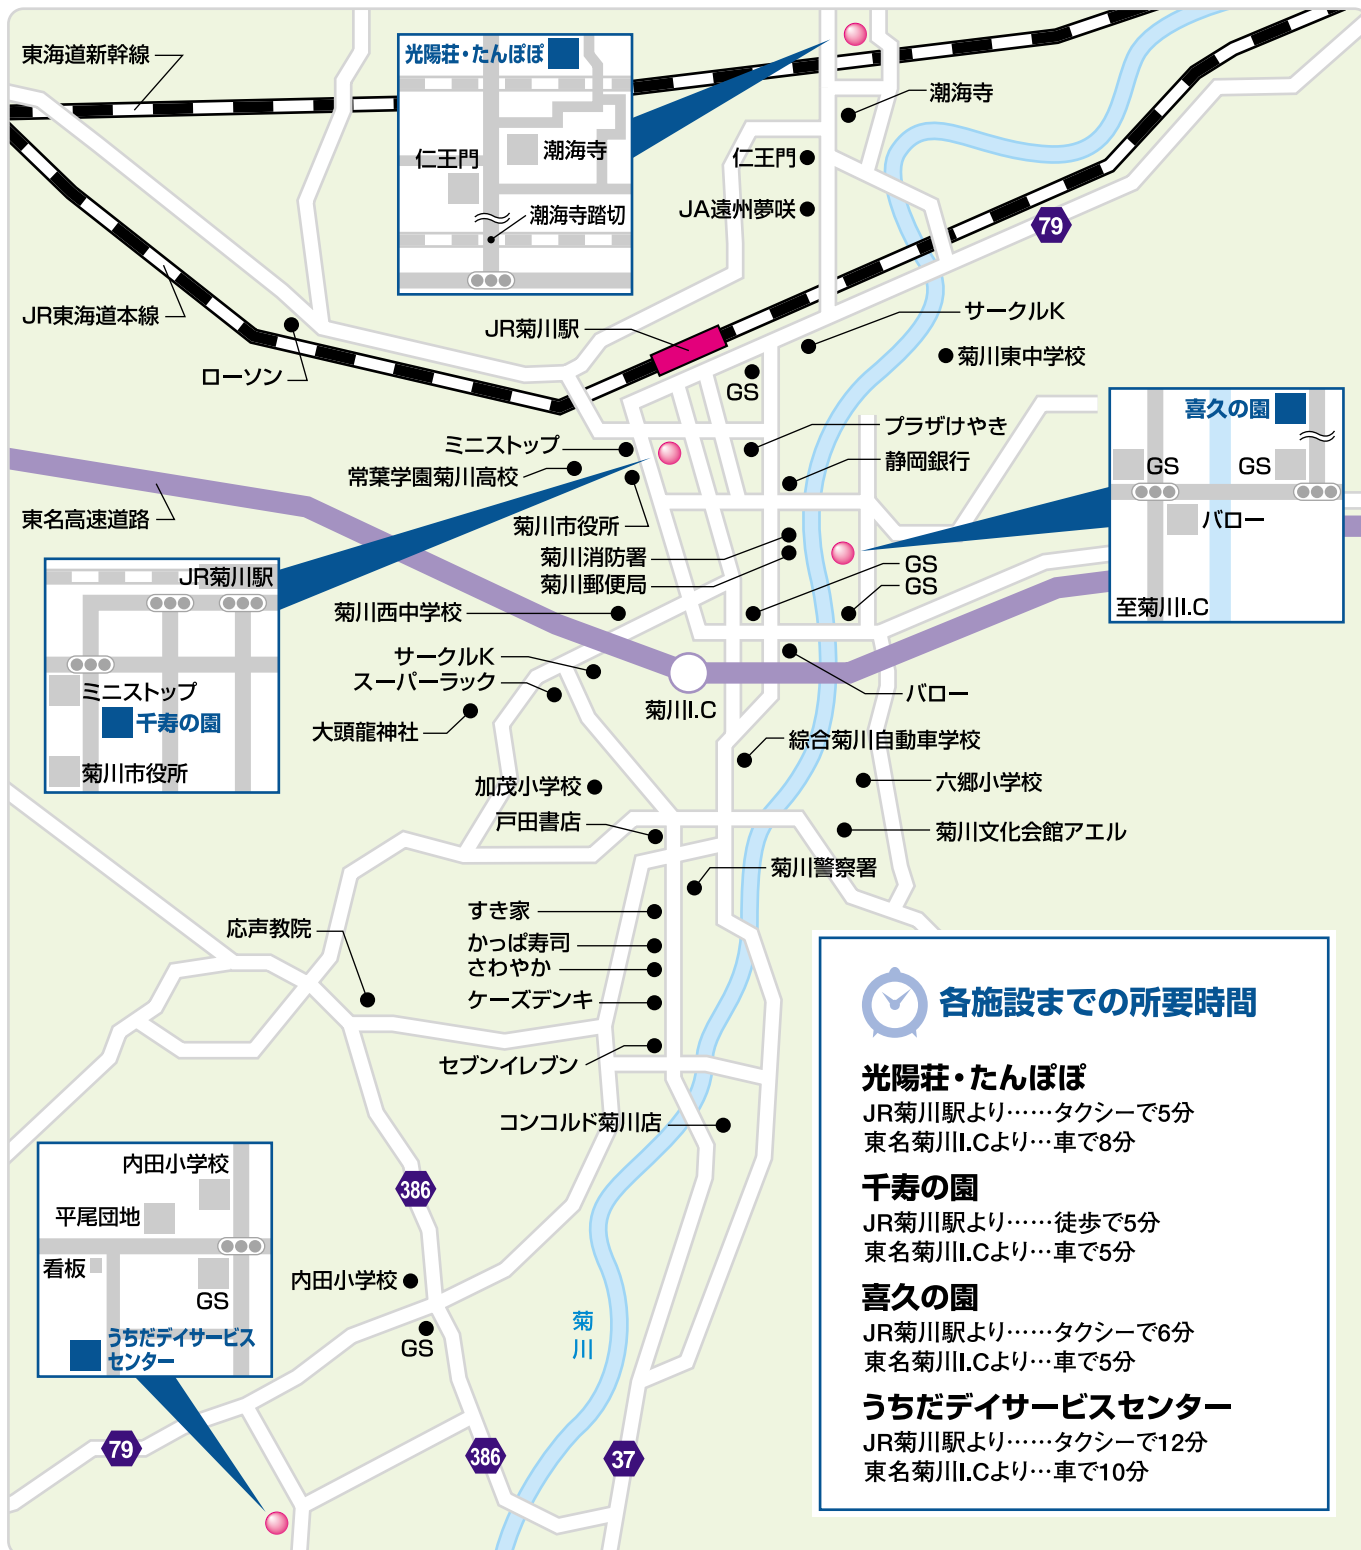 東海道新幹線
光陽荘・たんぽぽ
仁王門
潮海寺
潮海寺踏切
潮海寺
仁王門
JA遠州夢咲
79
JR東海道本線
ローソン
JR菊川駅
サークルK
菊川東中学校
GS
ミニストップ
常葉学園菊川高校
プラザけやき
静岡銀行
喜久の園
GS
GS
バロー
至菊川I.C
東名高速道路
菊川市役所
菊川消防署
菊川郵便局
GS
GS
JR菊川駅
ミニストップ
千寿の園
菊川市役所
菊川西中学校
サークルK
スーパーラック
大頭龍神社
菊川I.C
バロー
綜合菊川自動車学校
加茂小学校
六郷小学校
戸田書店
菊川文化会館アエル
菊川警察署
応声教院
すき家
かっぱ寿司
さわやか
ケーズデンキ
セブンイレブン
コンコルド菊川店
386
内田小学校
平尾団地
看板
GS
うちだデイサービス
センター
内田小学校
GS
菊川
79
386
37
各施設までの所要時間
光陽荘・たんぽぽ
JR菊川駅より……タクシーで5分
東名菊川I.Cより…車で8分
千寿の園
JR菊川駅より……徒歩で5分
東名菊川I.Cより…車で5分
喜久の園
JR菊川駅より……タクシーで6分
東名菊川I.Cより…車で5分
うちだデイサービスセンター
JR菊川駅より……タクシーで12分
東名菊川I.Cより…車で10分